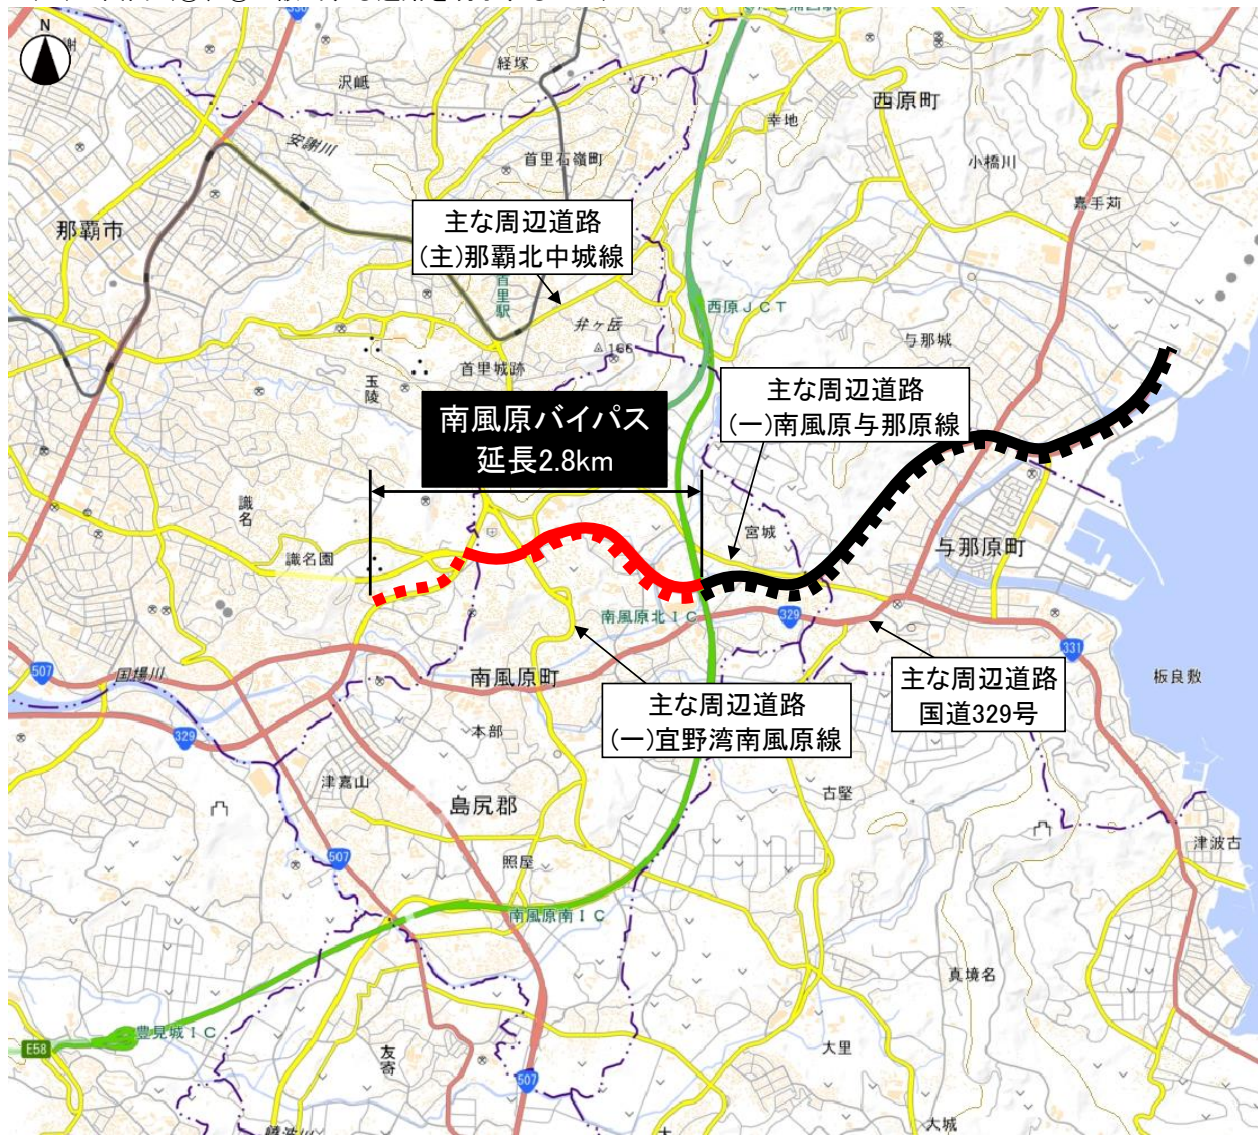 N
330
沢岻
経塚
西原町
幸地
小橋川
安謝川
首里石嶺町
嘉手苅
那覇市
主な周辺道路
(主)那覇北中城線
首里駅
西原JCT
弁ヶ岳
166
与那城
首里城跡
玉陵
主な周辺道路
(一)南風原与那原線
南風原バイパス
延長2.8km
識名
宮城
与那原町
識名園
南風原北IC
329
331
507
国場川
南風原町
板良敷
主な周辺道路
国道329号
主な周辺道路
(一)宜野湾南風原線
329
本部
津嘉山
島尻郡
古堅
津波古
507
照屋
南風原南IC
真境名
豊見城IC
E58
友寄
大里
507
饒波川
大城